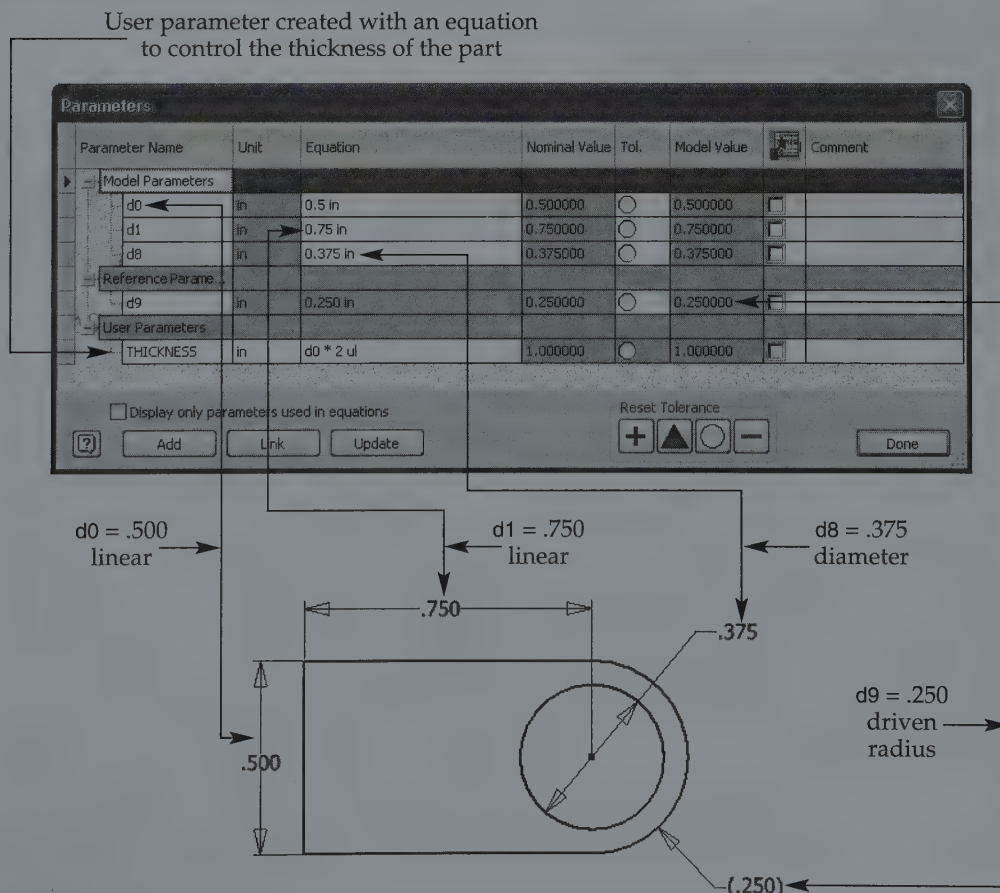 User parameter created with an equation
to control the thickness of the part
Parameters
Parameter Name Unit Equation Nominal Value Tol. Model Value Comment
Model Parameters
d0 in 0.5 in 0.500000 0.500000
d1 in 0.75 in 0.750000 0.750000
d8 in 0.375 in 0.375000 0.375000
Reference Parame...
d9 in 0.250 in 0.250000 0.250000
User Parameters
THICKNESS in d0 * 2 ul 1.000000 1.000000
Display only parameters used in equations
Reset Tolerance
Add Link Update Done
d0 = .500
linear
d1 = .750
linear
d8 = .375
diameter
.750
.375
d9 = .250
driven
radius
.500
(.250)